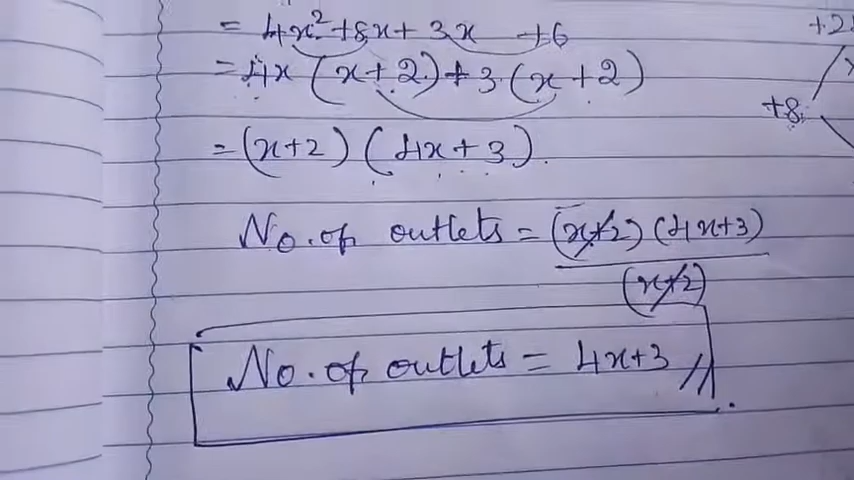 = 4x² + 8x + 3x + 6
= 4x (x + 2) + 3 (x + 2)
= (x+2) (4x + 3)
No. of outlets = (x+2) (4x+3)
(x+2)
No. of outlets = 4x+3 //
+8